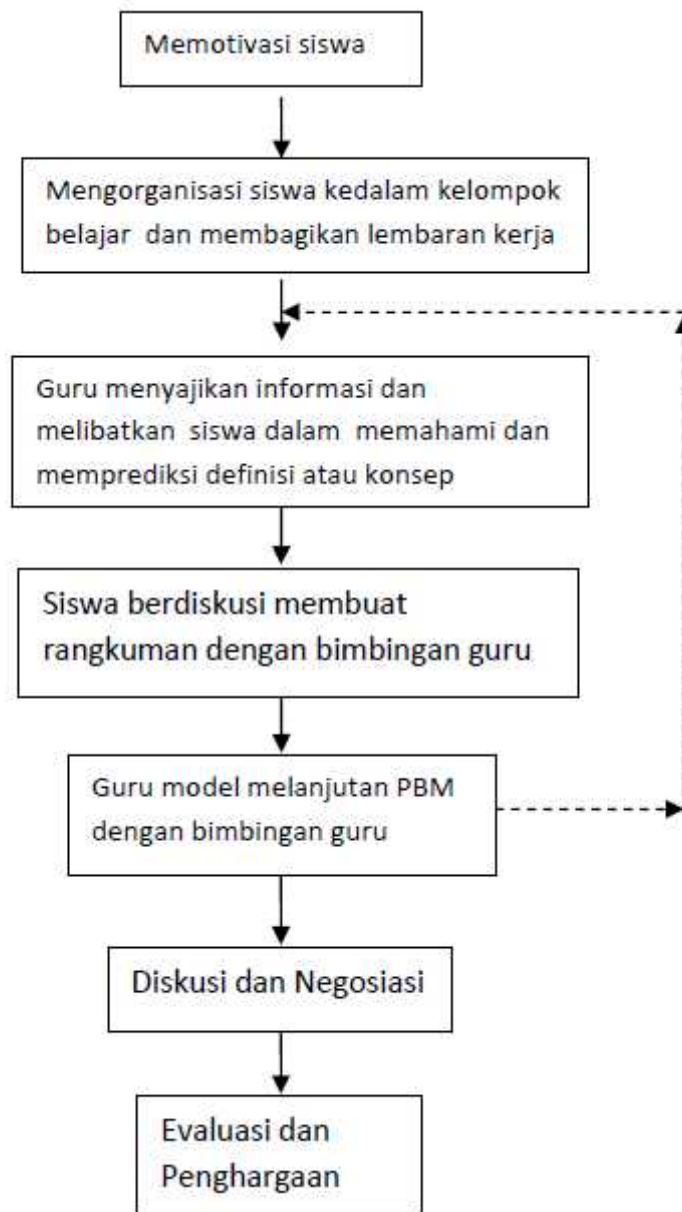 Memotivasi siswa
Mengorganisasi siswa kedalam kelompok
belajar dan membagikan lembaran kerja
Guru menyajikan informasi dan
melibatkan siswa dalam memahami dan
memprediksi definisi atau konsep
Siswa berdiskusi membuat
rangkuman dengan bimbingan guru
Guru model melanjutan PBM
dengan bimbingan guru
Diskusi dan Negosiasi
Evaluasi dan
Penghargaan